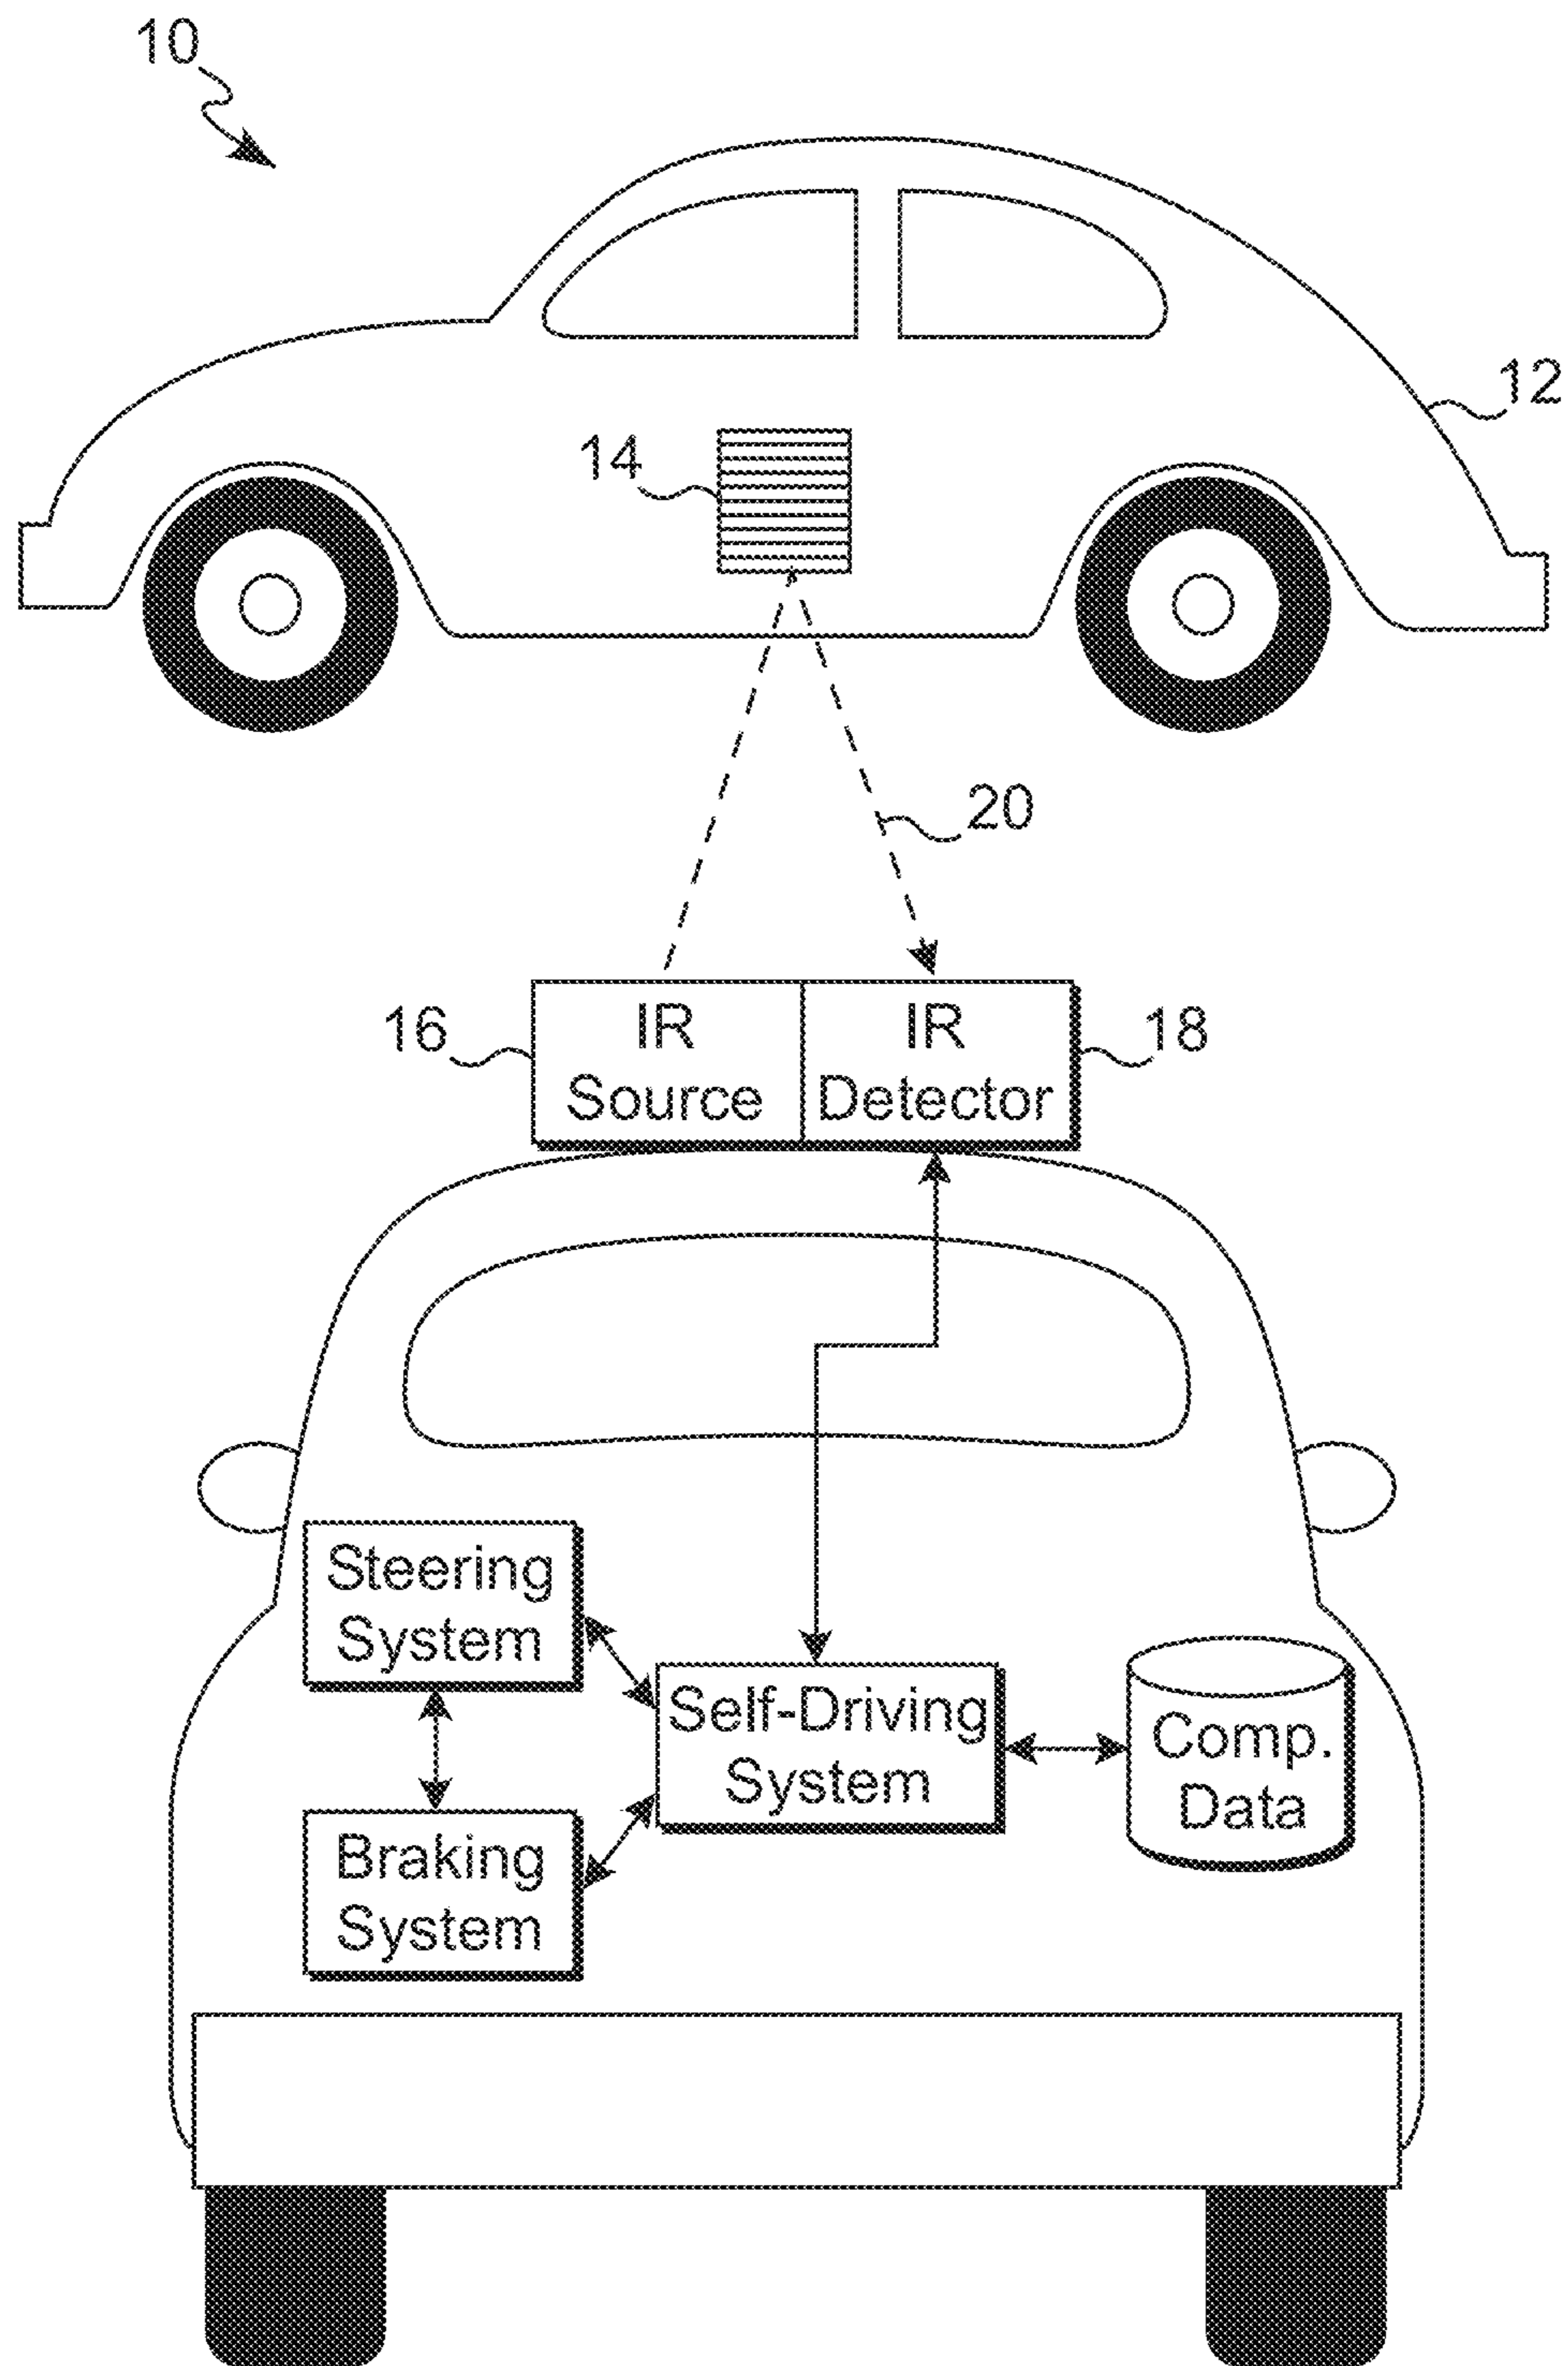 10
12
14
20
16
IR
Source
IR
Detector
18
Steering
System
Self-Driving
System
Comp.
Data
Braking
System